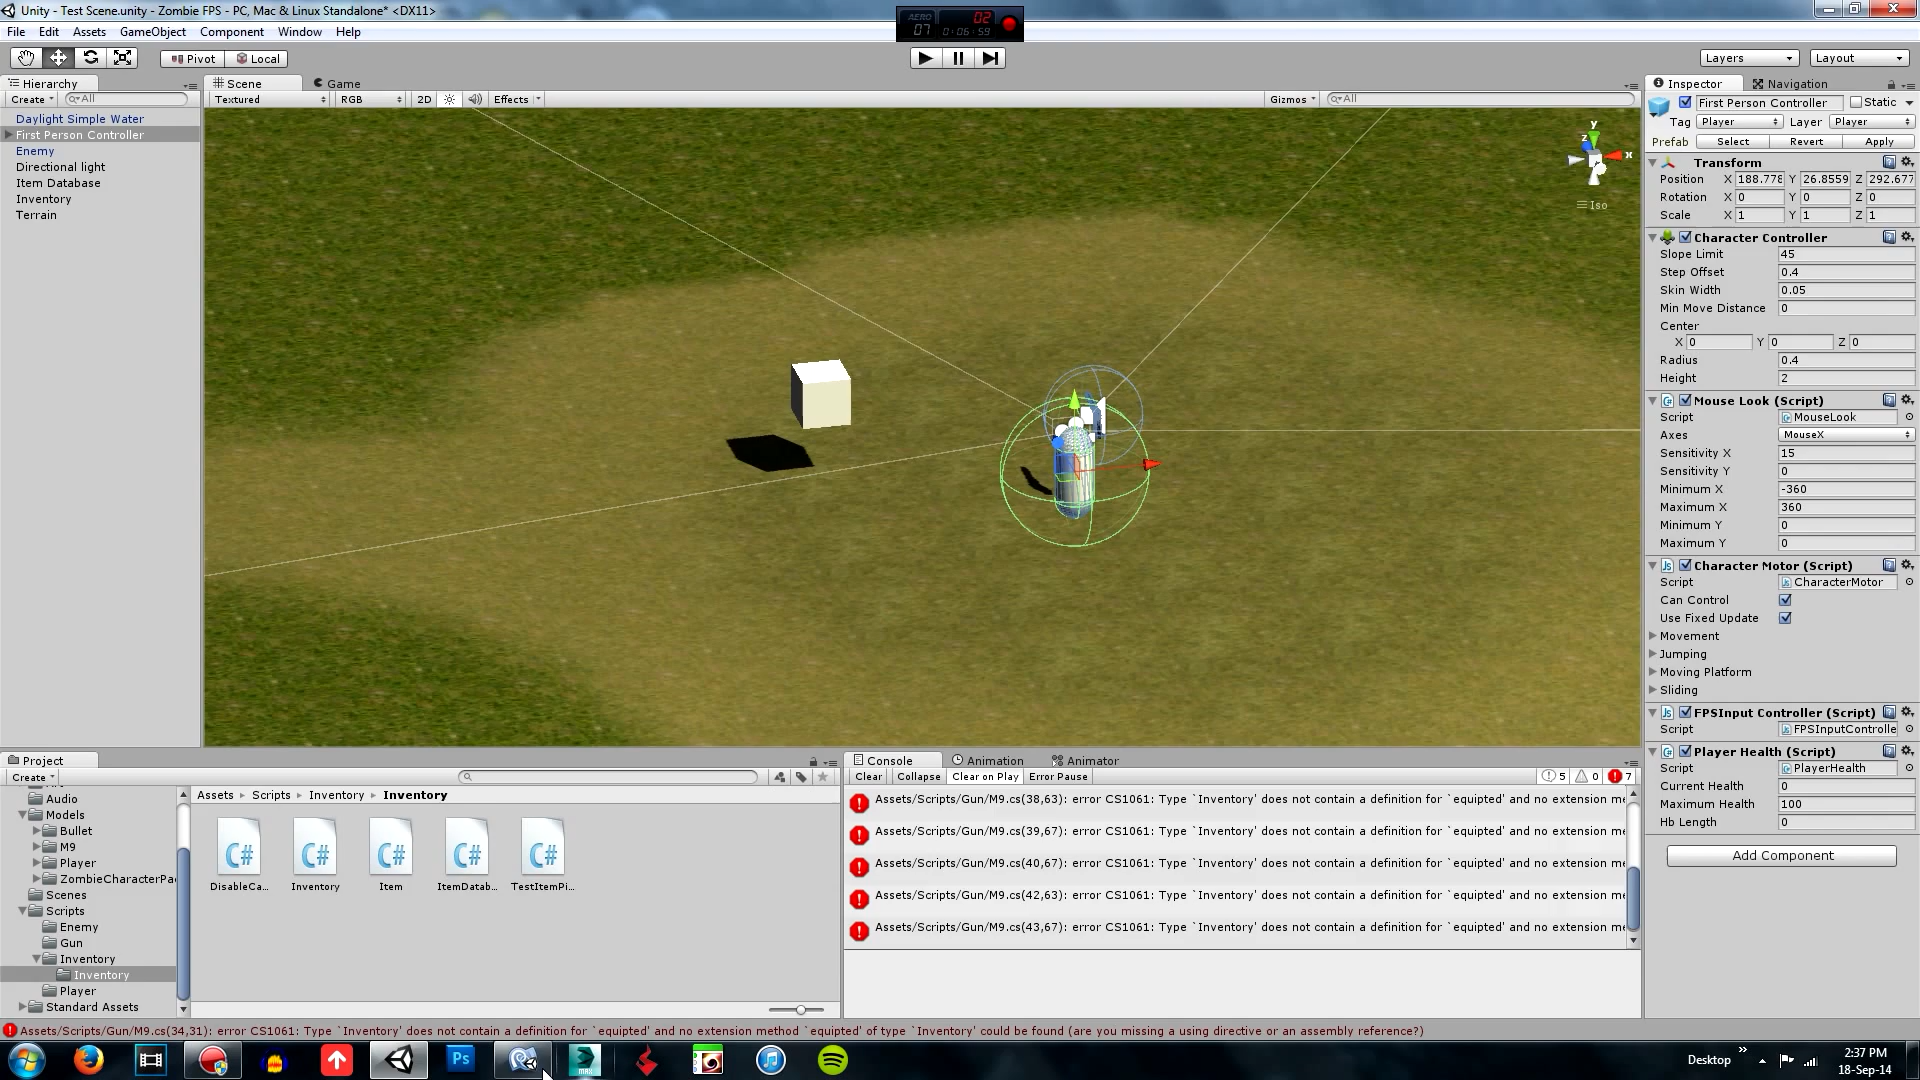 Unity - Test Scene.unity - Zombie FPS - PC, Mac & Linux Standalone* <DX11>
AERO
07
02
0:06:59
File Edit Assets GameObject Component Window Help
Pivot Local
Layers Layout
Hierarchy
Create All
Daylight Simple Water
First Person Controller
Enemy
Directional light
Item Database
Inventory
Terrain
Scene Game
Textured RGB 2D Effects Gizmos All
y
z
x
Iso
Inspector Navigation
First Person Controller Static
Tag Player Layer Player
Prefab Select Revert Apply
Transform
Position X 188.778 Y 26.8559 Z 292.677
Rotation X 0 Y 0 Z 0
Scale X 1 Y 1 Z 1
Character Controller
Slope Limit 45
Step Offset 0.4
Skin Width 0.05
Min Move Distance 0
Center
X 0 Y 0 Z 0
Radius 0.4
Height 2
Mouse Look (Script)
Script MouseLook
Axes MouseX
Sensitivity X 15
Sensitivity Y 0
Minimum X -360
Maximum X 360
Minimum Y 0
Maximum Y 0
Character Motor (Script)
Script CharacterMotor
Can Control
Use Fixed Update
Movement
Jumping
Moving Platform
Sliding
FPSInput Controller (Script)
Script FPSInputControlle
Player Health (Script)
Script PlayerHealth
Current Health 0
Maximum Health 100
Hb Length 0
Add Component
Project
Create
Audio
Models
Bullet
M9
Player
ZombieCharacterPa
Scenes
Scripts
Enemy
Gun
Inventory
Inventory
Player
Standard Assets
Assets Scripts Inventory Inventory
C# C# C# C# C#
DisableCa... Inventory Item ItemDatab... TestItemPi...
Console Animation Animator
Clear Collapse Clear on Play Error Pause 5 0 7
Assets/Scripts/Gun/M9.cs(38,63): error CS1061: Type `Inventory' does not contain a definition for `equipted' and no extension me
Assets/Scripts/Gun/M9.cs(39,67): error CS1061: Type `Inventory' does not contain a definition for `equipted' and no extension me
Assets/Scripts/Gun/M9.cs(40,67): error CS1061: Type `Inventory' does not contain a definition for `equipted' and no extension me
Assets/Scripts/Gun/M9.cs(42,63): error CS1061: Type `Inventory' does not contain a definition for `equipted' and no extension me
Assets/Scripts/Gun/M9.cs(43,67): error CS1061: Type `Inventory' does not contain a definition for `equipted' and no extension me
Assets/Scripts/Gun/M9.cs(34,31): error CS1061: Type `Inventory' does not contain a definition for `equipted' and no extension method `equipted' of type `Inventory' could be found (are you missing a using directive or an assembly reference?)
Ps
MAX
Desktop
2:37 PM
18-Sep-14